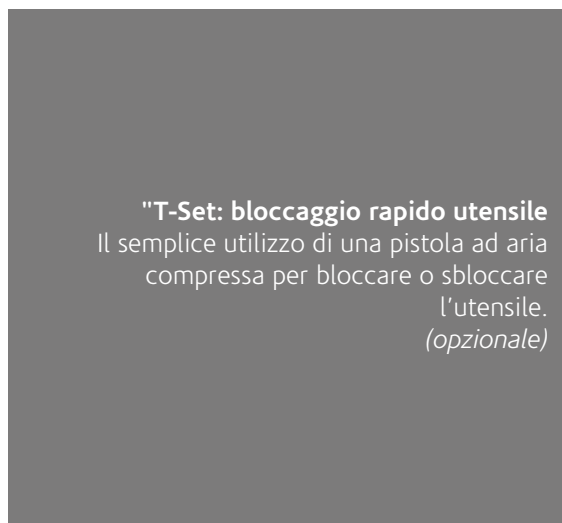 "T-Set: bloccaggio rapido utensile
Il semplice utilizzo di una pistola ad aria
compressa per bloccare o sbloccare
l’utensile.
(opzionale)